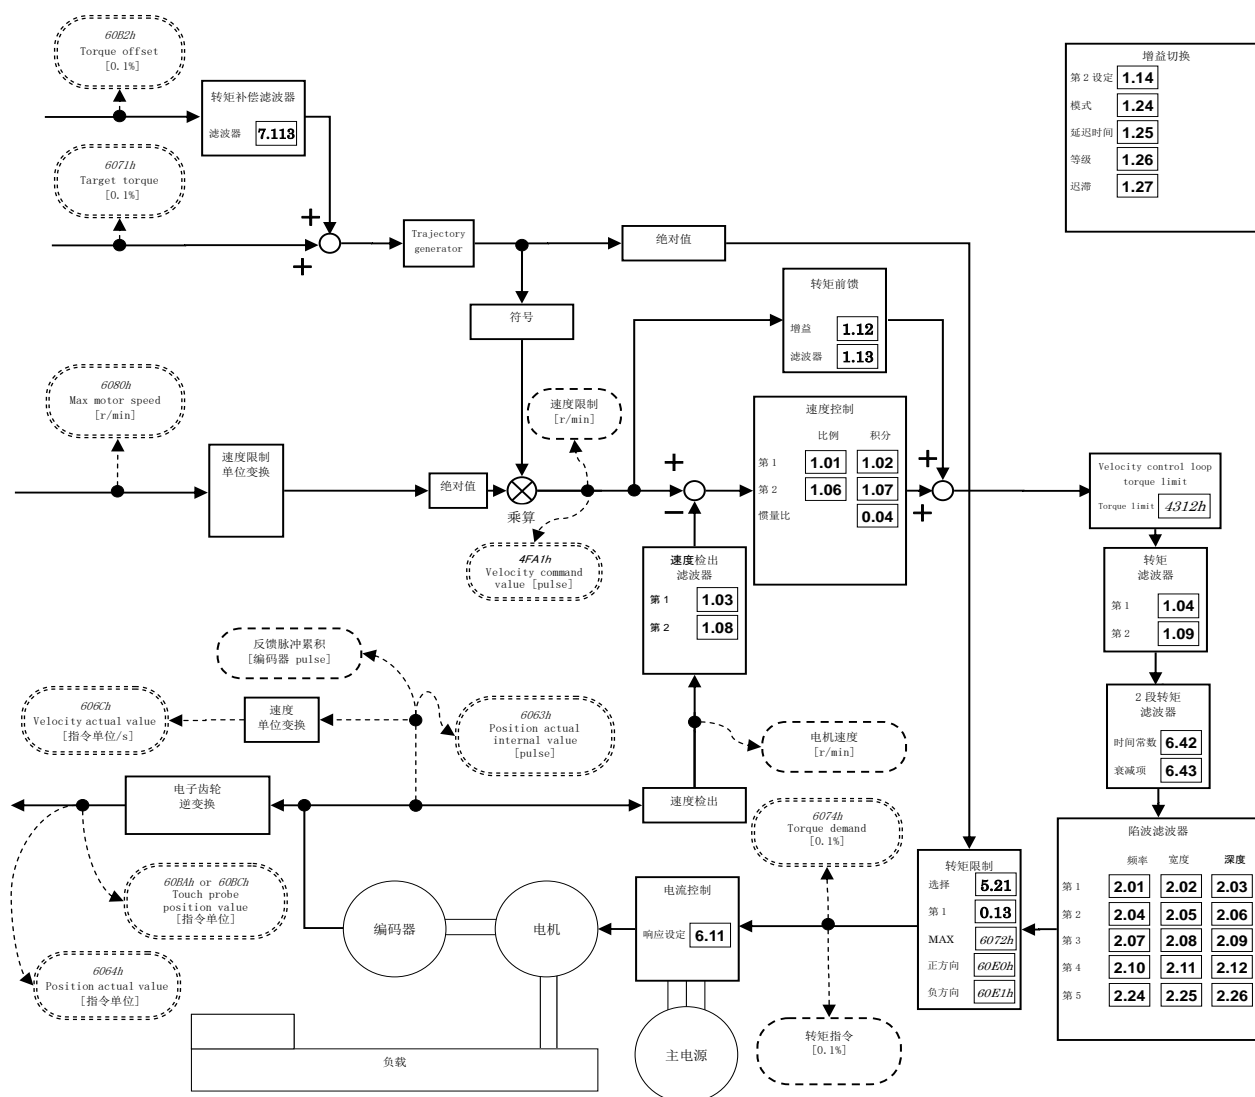 60B2h
Torque offset
[0.1%]
转矩补偿滤波器
滤波器 7.113
增益切换
第 2 设定 1.14
模式 1.24
延迟时间 1.25
等级 1.26
迟滞 1.27
6071h
Target torque
[0.1%]
+
+
Trajectory
generator
绝对值
符号
转矩前馈
增益 1.12
滤波器 1.13
6080h
Max motor speed
[r/min]
速度限制
单位变换
绝对值
乘算
速度限制
[r/min]
4FA1h
Velocity command
value [pulse]
+
−
速度控制
比例 积分
第 1 1.01 1.02
第 2 1.06 1.07
惯量比 0.04
+
+
Velocity control loop
torque limit
Torque limit 4312h
速度检出
滤波器
第 1 1.03
第 2 1.08
转矩
滤波器
第 1 1.04
第 2 1.09
反馈脉冲累积
[编码器 pulse]
606Ch
Velocity actual value
[指令单位/s]
速度
单位变换
6063h
Position actual
internal value
[pulse]
电机速度
[r/min]
2 段转矩
滤波器
时间常数 6.42
衰减项 6.43
电子齿轮
逆变换
速度检出
6074h
Torque demand
[0.1%]
陷波滤波器
频率 宽度 深度
第 1 2.01 2.02 2.03
第 2 2.04 2.05 2.06
第 3 2.07 2.08 2.09
第 4 2.10 2.11 2.12
第 5 2.24 2.25 2.26
转矩限制
选择 5.21
第 1 0.13
MAX 6072h
正方向 60E0h
负方向 60E1h
60BAh or 60BCh
Touch probe
position value
[指令单位]
编码器
电机
电流控制
响应设定 6.11
6064h
Position actual value
[指令单位]
转矩指令
[0.1%]
主电源
负载